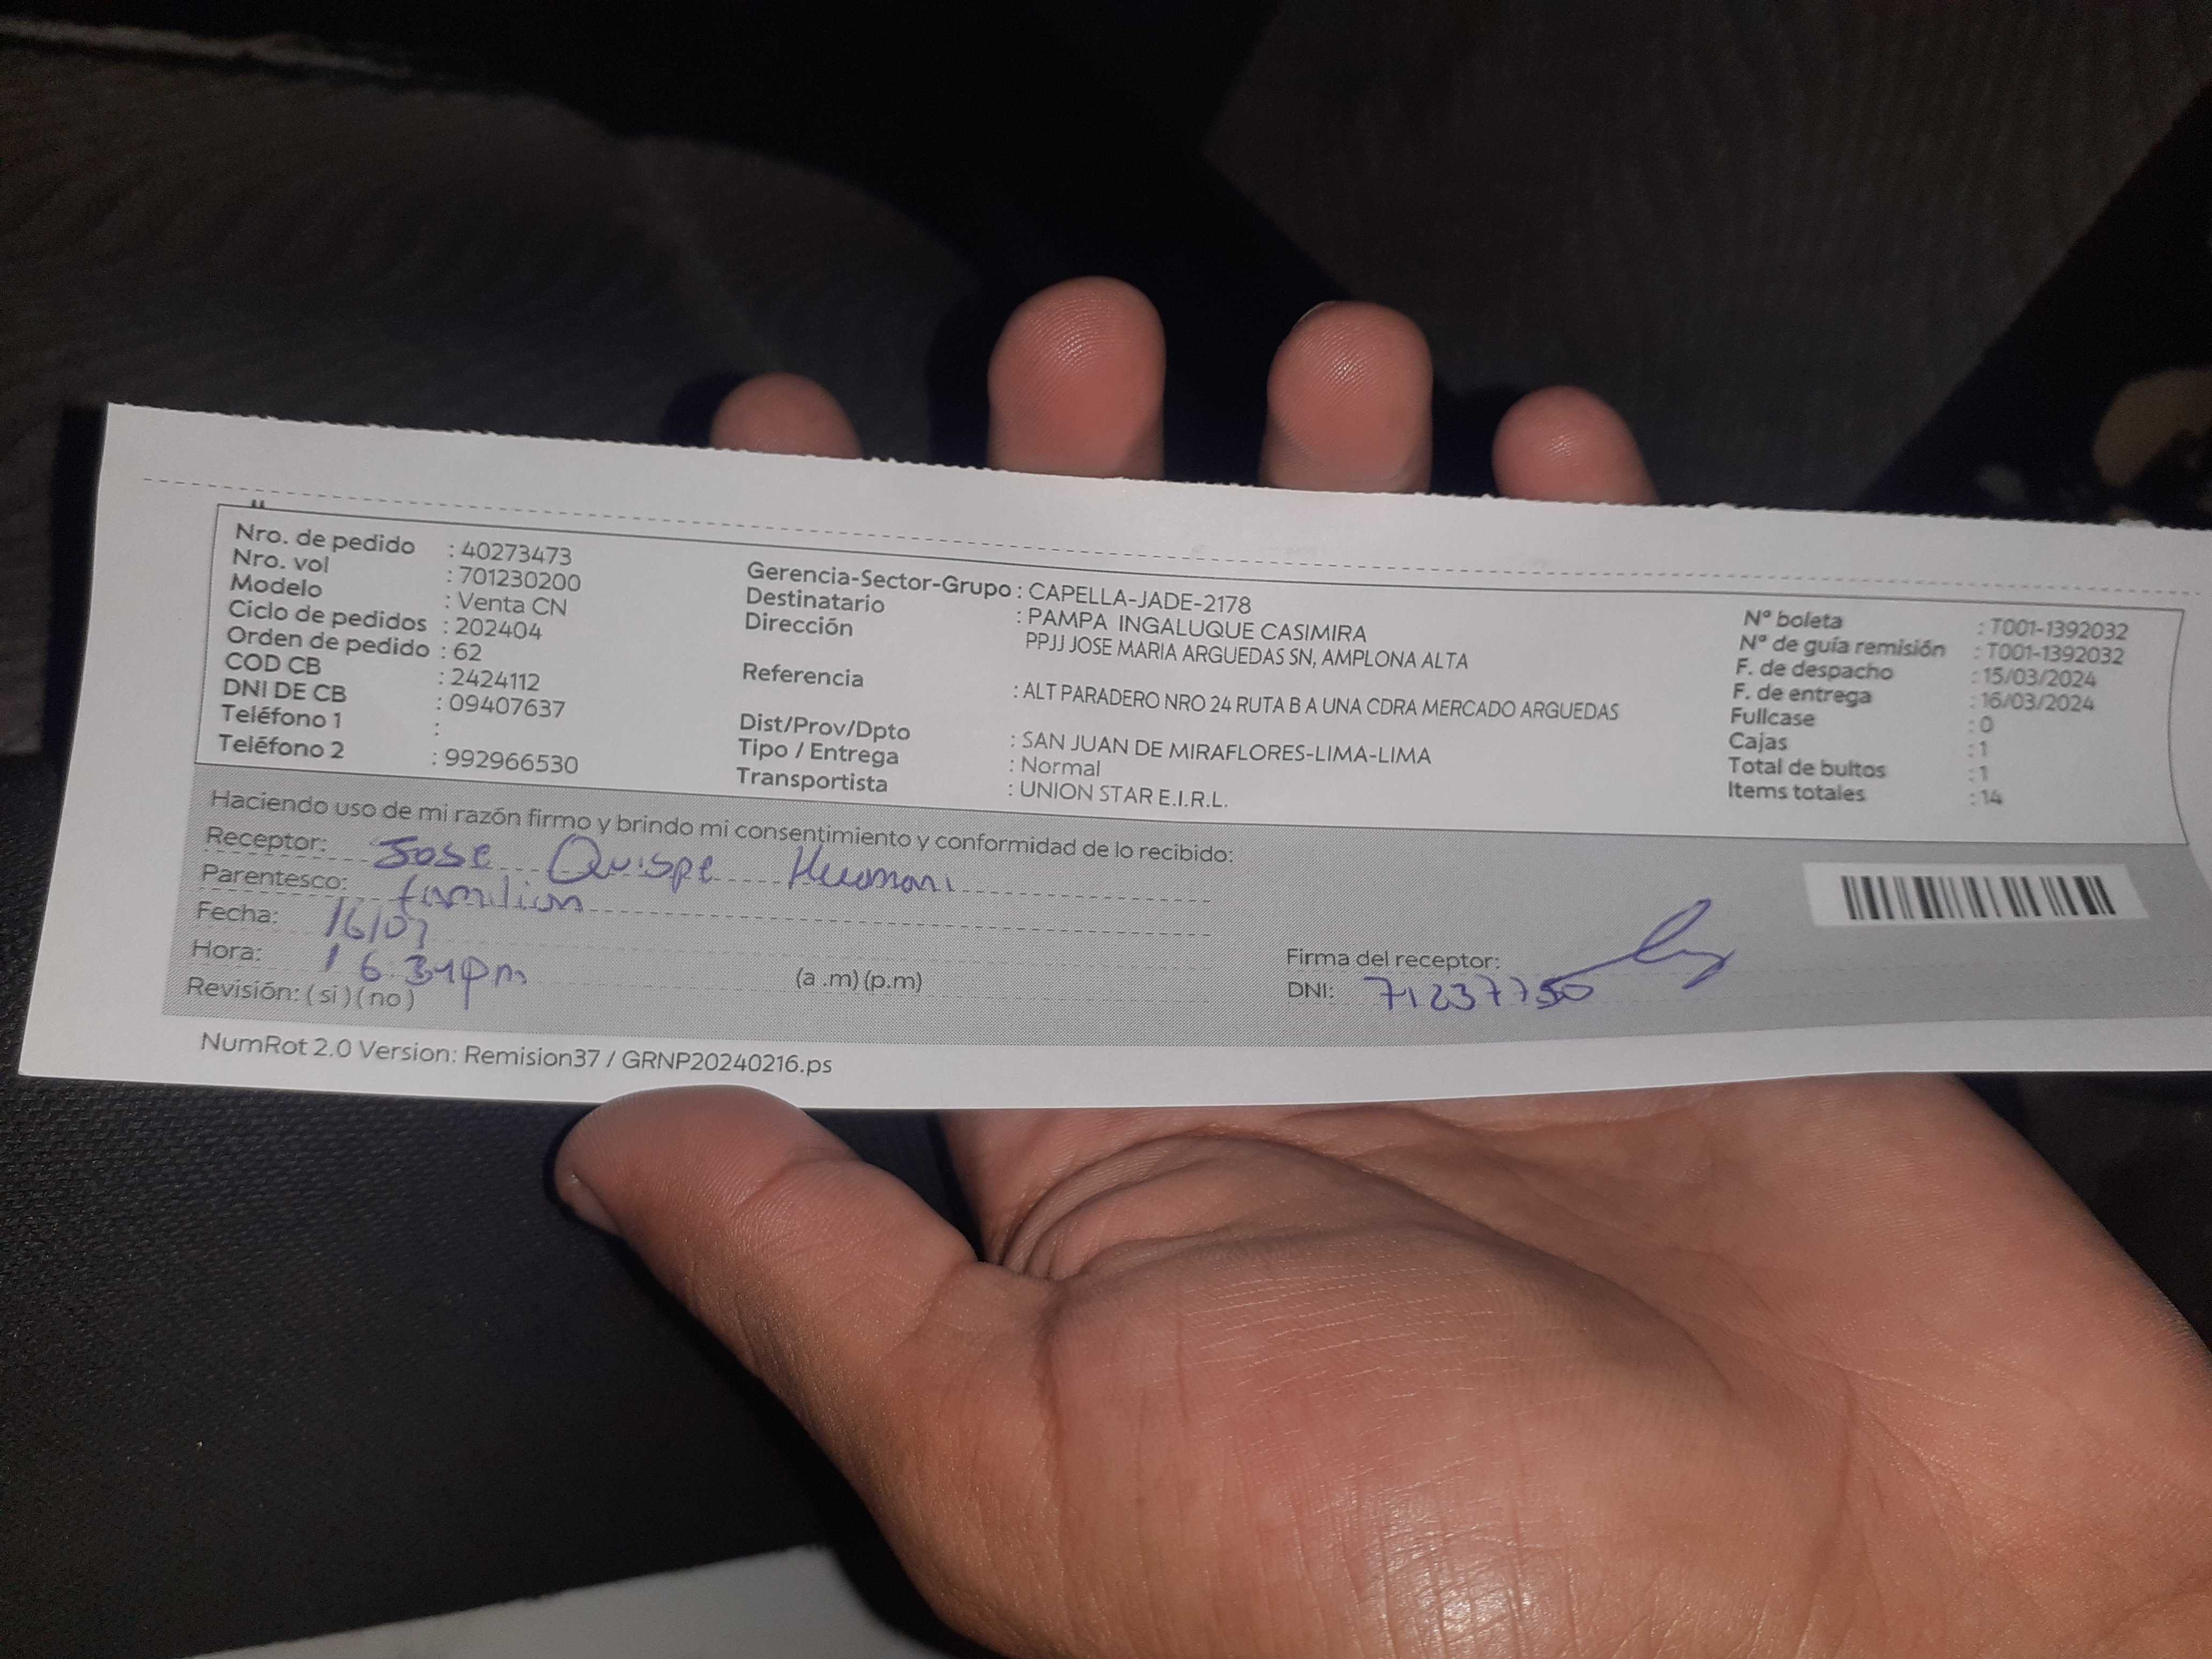 Nro. de pedido : 40273473
Nro. vol : 701230200
Modelo : Venta CN
Ciclo de pedidos : 202404
Orden de pedido : 62
COD CB : 2424112
DNI DE CB : 09407637
Teléfono 1 :
Teléfono 2 : 992966530
Gerencia-Sector-Grupo : CAPELLA-JADE-2178
Destinatario : PAMPA INGALUQUE CASIMIRA
Dirección PPJJ JOSE MARIA ARGUEDAS SN, AMPLONA ALTA
Referencia : ALT PARADERO NRO 24 RUTA B A UNA CDRA MERCADO ARGUEDAS
Dist/Prov/Dpto : SAN JUAN DE MIRAFLORES-LIMA-LIMA
Tipo / Entrega : Normal
Transportista : UNION STAR E.I.R.L.
N° boleta : T001-1392032
N° de guía remisión : T001-1392032
F. de despacho : 15/03/2024
F. de entrega : 16/03/2024
Fullcase : 0
Cajas : 1
Total de bultos : 1
Items totales : 14
Haciendo uso de mi razón firmo y brindo mi consentimiento y conformidad de lo recibido:
Receptor: Jose Quispe
Parentesco:
Fecha: 16/03
Hora: 16:34pm (a .m) (p.m)
Revisión: ( si ) ( no )
Firma del receptor:
DNI: 71237750
NumRot 2.0 Version: Remision37 / GRNP20240216.ps